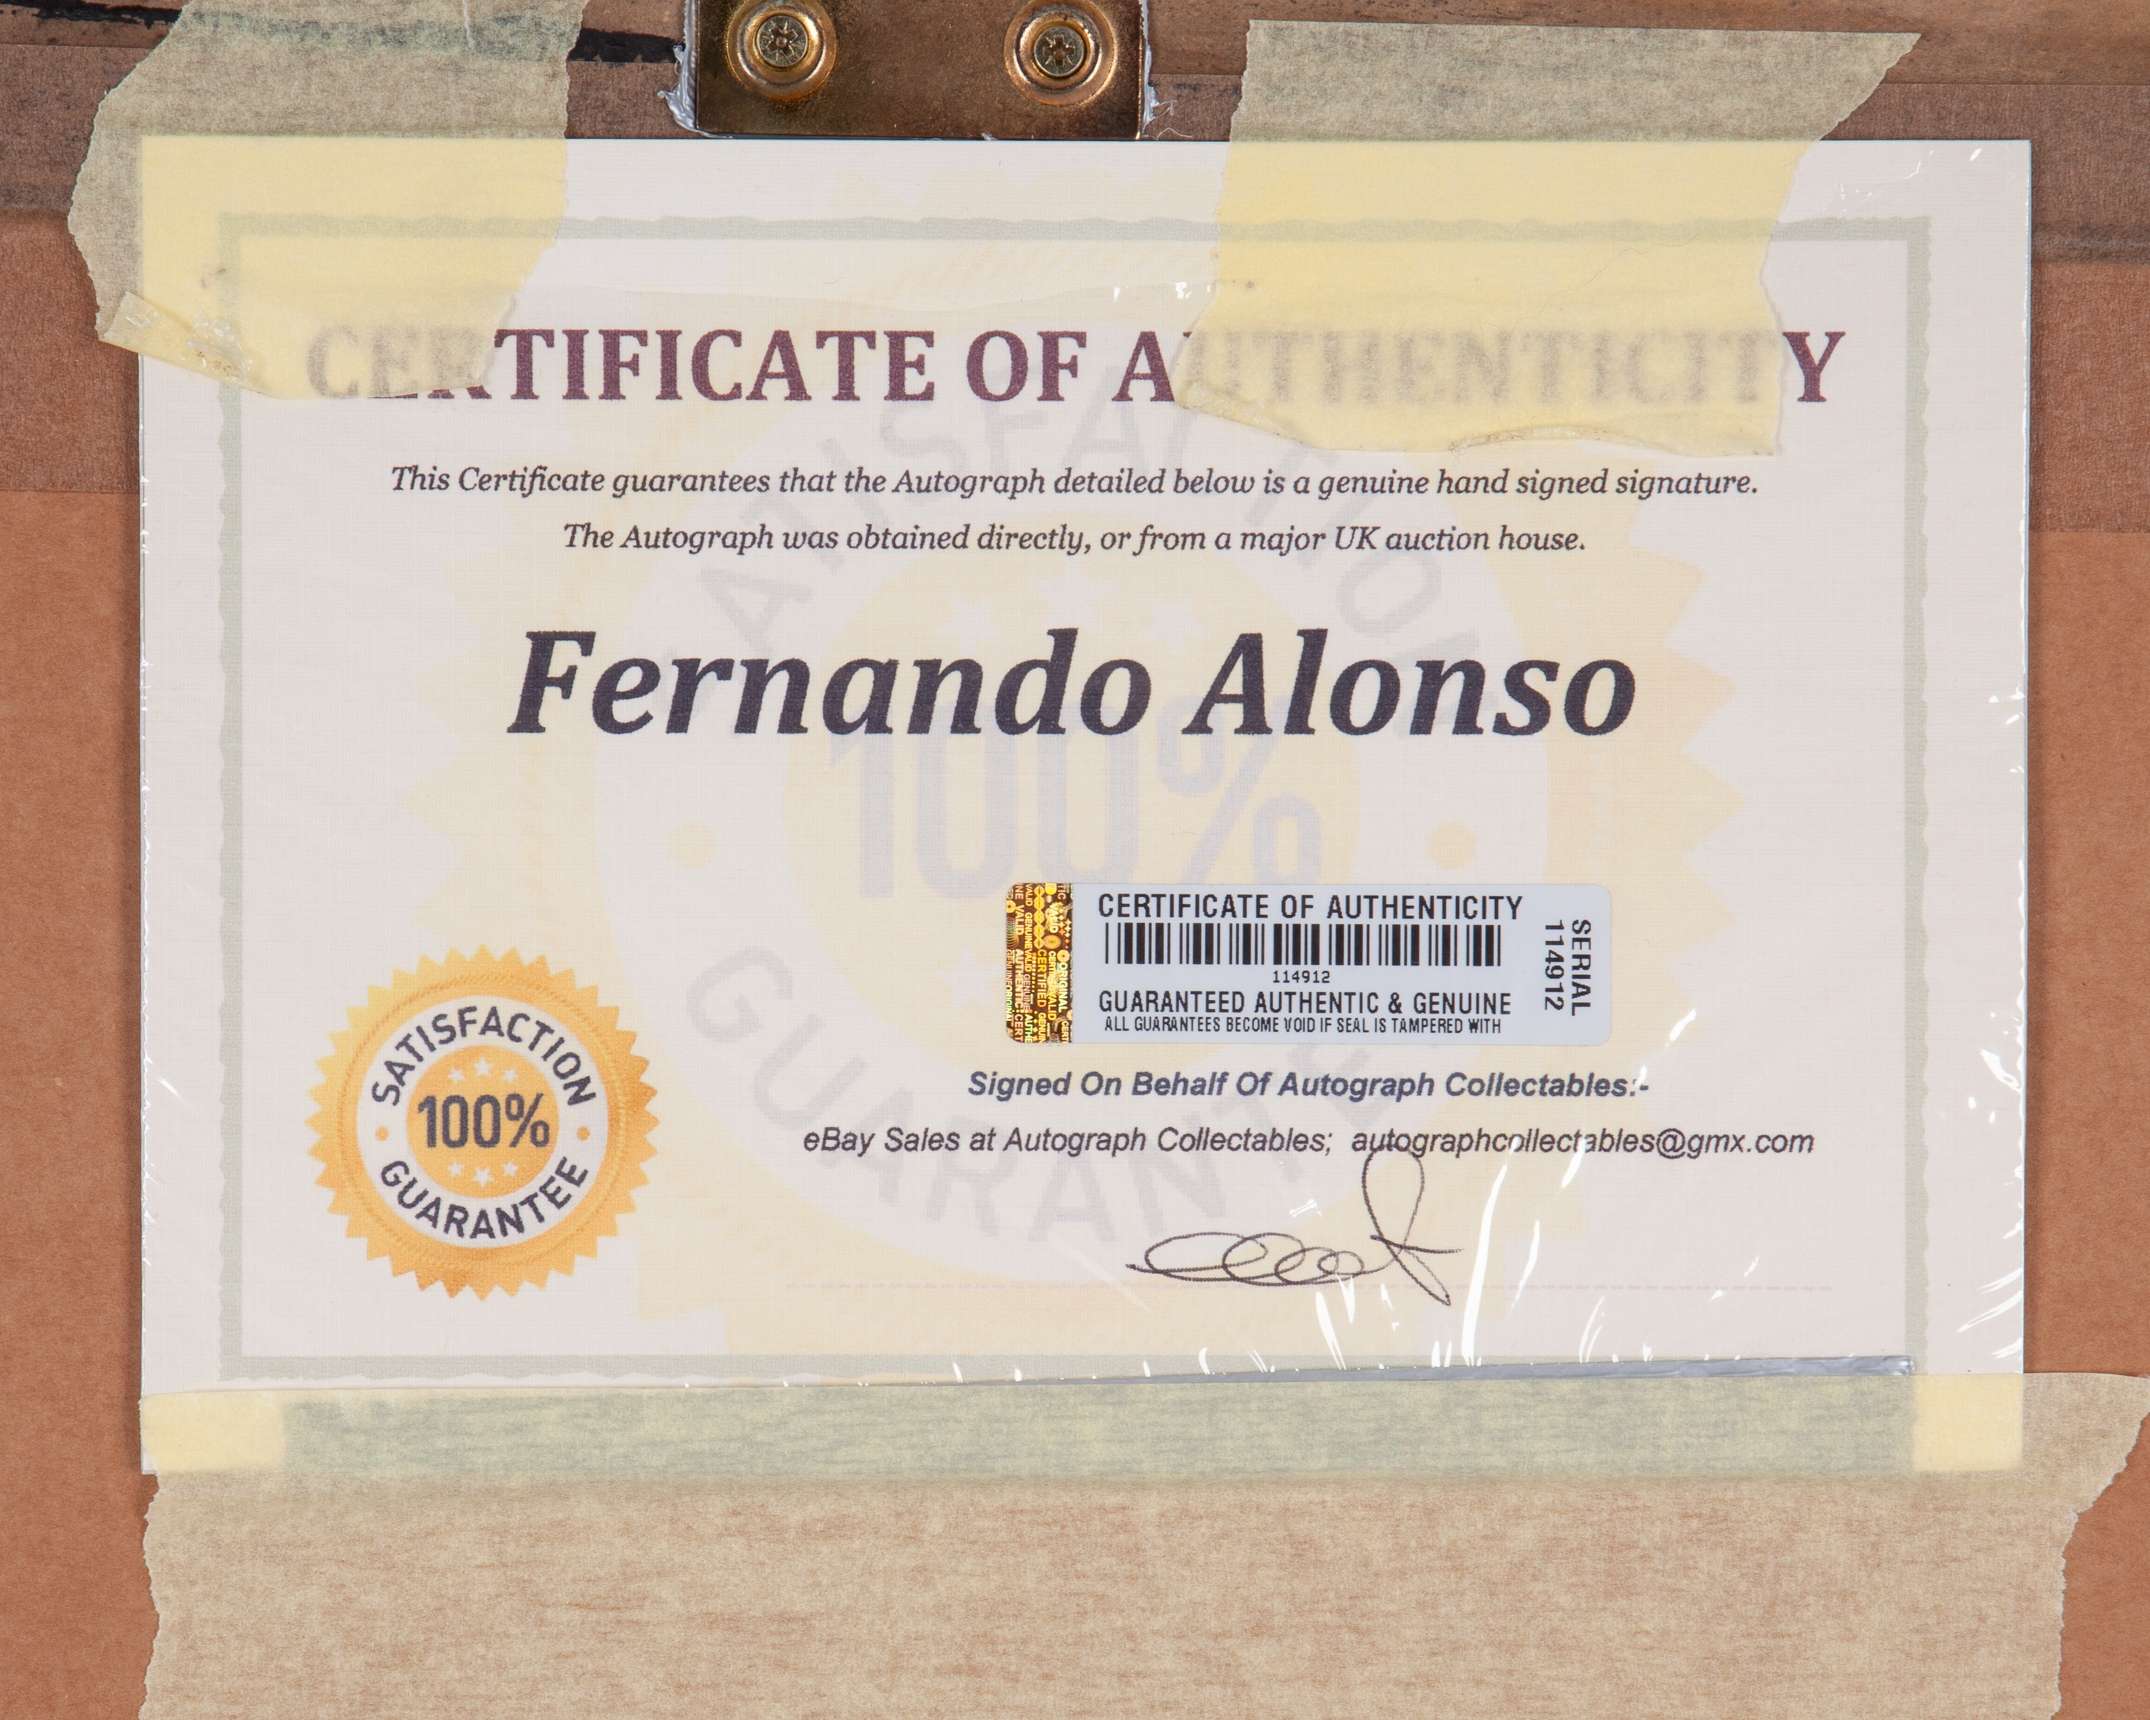 CERTIFICATE OF AUTHENTICITY
This Certificate guarantees that the Autograph detailed below is a genuine hand signed signature.
The Autograph was obtained directly, or from a major UK auction house.
Fernando Alonso
100%
CERTIFICATE OF AUTHENTICITY
114912
GUARANTEED AUTHENTIC & GENUINE
ALL GUARANTEES BECOME VOID IF SEAL IS TAMPERED WITH
SERIAL
114912
SATISFACTION
100%
GUARANTEE
Signed On Behalf Of Autograph Collectables:-
eBay Sales at Autograph Collectables; autographcollectables@gmx.com